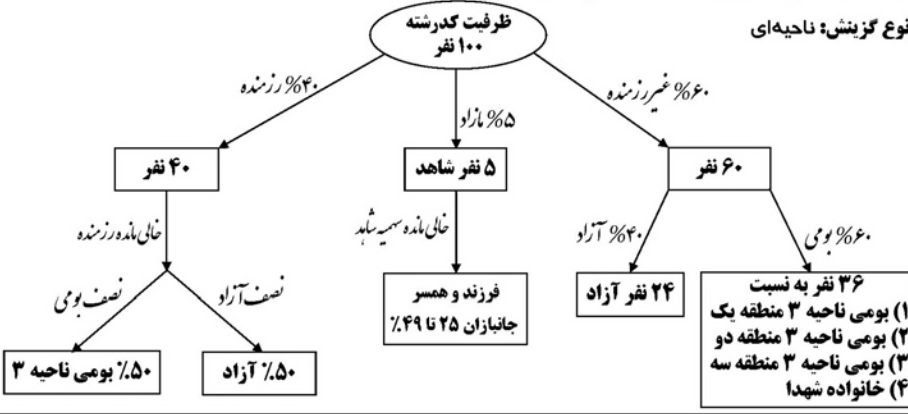 نوع گزینش: ناحیه‌ای
ظرفیت کدرشته
۱۰۰ نفر
%۶۰ غیررزمنده
%۵ مازاد
%۴۰ رزمنده
۶۰ نفر
۵ نفر شاهد
۴۰ نفر
%۶۰ بومی
%۴۰ آزاد
خالی مانده سهمیه شاهد
خالی مانده رزمنده
۳۶ نفر به نسبت
۱) بومی ناحیه ۳ منطقه یک
۲) بومی ناحیه ۳ منطقه دو
۳) بومی ناحیه ۳ منطقه سه
۴) خانواده شهدا
۲۴ نفر آزاد
فرزند و همسر
جانبازان ۲۵ تا ۴۹٪
نصف آزاد
نصف بومی
۵۰٪ آزاد
۵۰٪ بومی ناحیه ۳